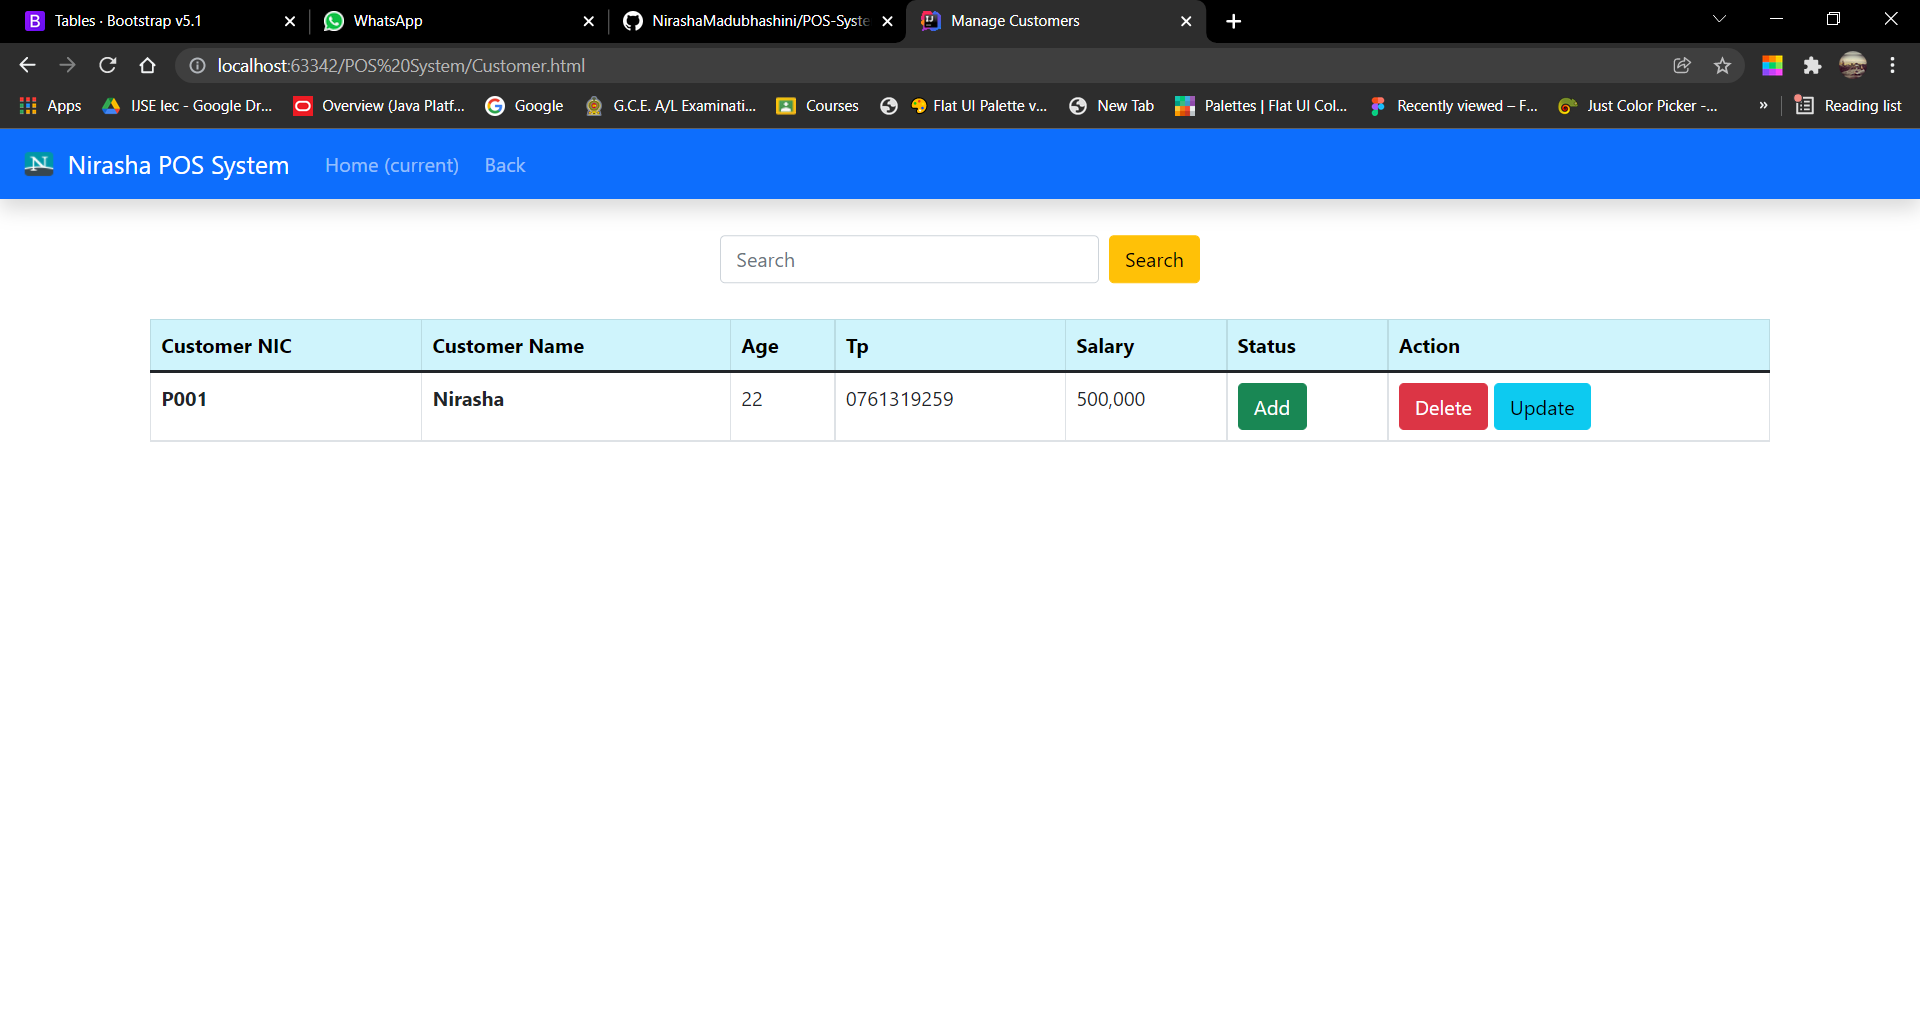 Tables · Bootstrap v5.1 WhatsApp NirashaMadubhashini/POS-Syste Manage Customers
localhost:63342/POS%20System/Customer.html
Apps IJSE lec - Google Dr... Overview (Java Platf... Google G.C.E. A/L Examinati... Courses Flat UI Palette v... New Tab Palettes | Flat UI Col... Recently viewed – F... Just Color Picker -... » Reading list
N Nirasha POS System Home (current) Back
Search Search
Customer NIC Customer Name Age Tp Salary Status Action
P001 Nirasha 22 0761319259 500,000 Add Delete Update